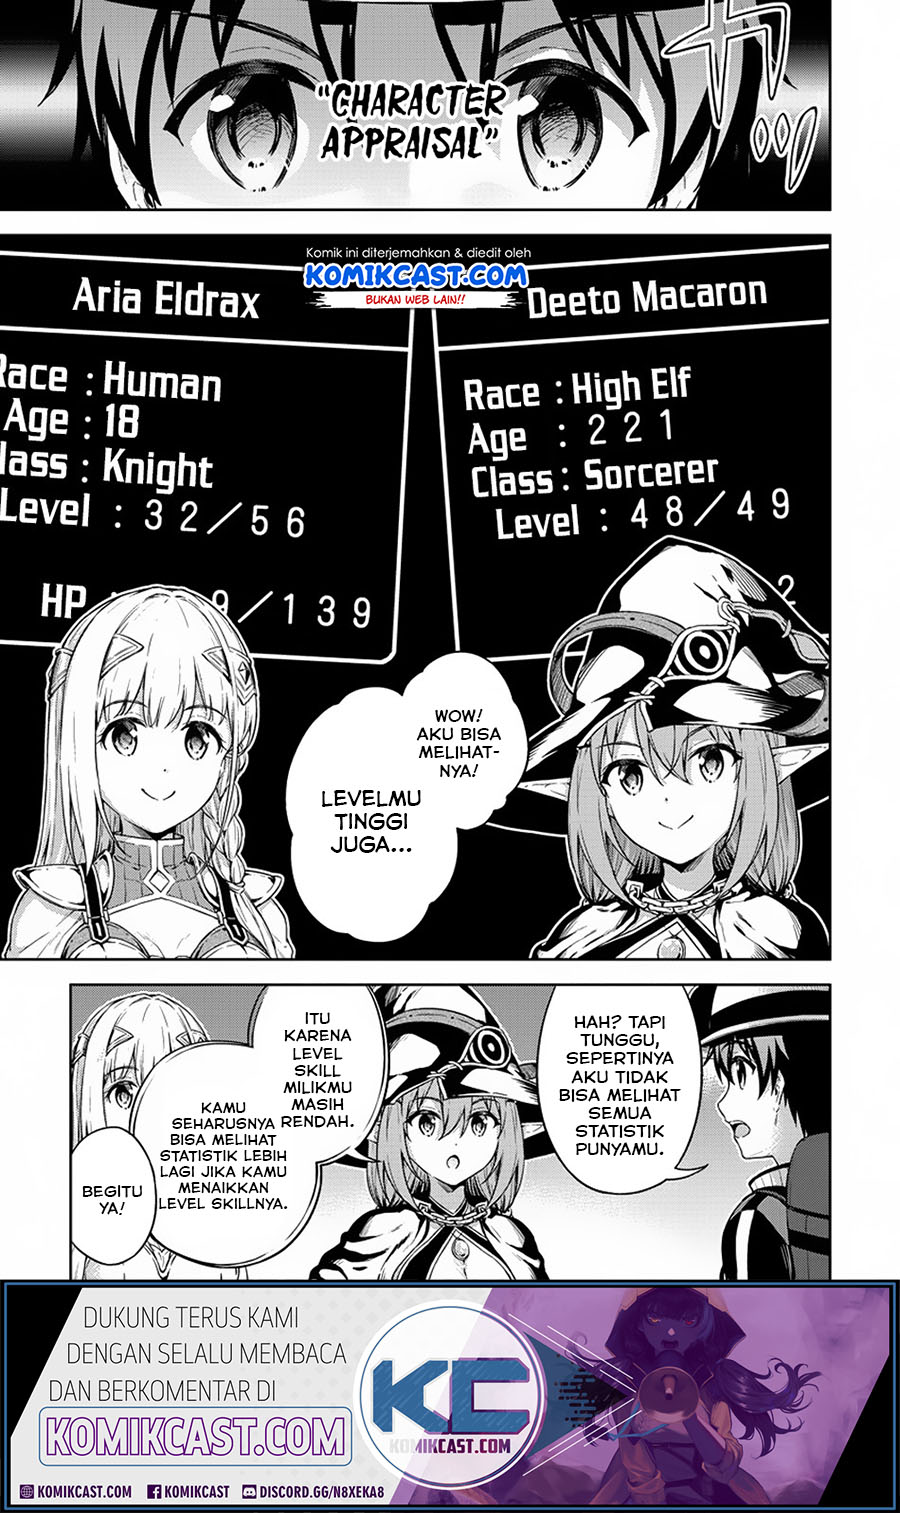 "CHARACTER
APPRAISAL"
Komik ini diterjemahkan & diedit oleh
KOMIKCAST.COM
BUKAN WEB LAIN!!
Aria Eldrax
Race : Human
Age : 18
Class : Knight
Level : 32/56
HP : 9/139
Deeto Macaron
Race : High Elf
Age : 221
Class : Sorcerer
Level : 48/49
2
WOW!
AKU BISA
MELIHAT-
NYA!
LEVELMU
TINGGI
JUGA...
HAH? TAPI
TUNGGU,
SEPERTINYA
AKU TIDAK
BISA MELIHAT
SEMUA
STATISTIK
PUNYAMU.
ITU
KARENA
LEVEL
SKILL
MILIKMU
MASIH
RENDAH.
KAMU
SEHARUSNYA
BISA MELIHAT
STATISTIK LEBIH
LAGI JIKA KAMU
MENAIKKAN
LEVEL SKILLNYA.
BEGITU
YA!
DUKUNG TERUS KAMI
DENGAN SELALU MEMBACA
DAN BERKOMENTAR DI
KOMIKCAST.COM
KC
KOMIKCAST.COM
KOMIKCAST.COM KOMIKCAST DISCORD.GG/N8XEKA8